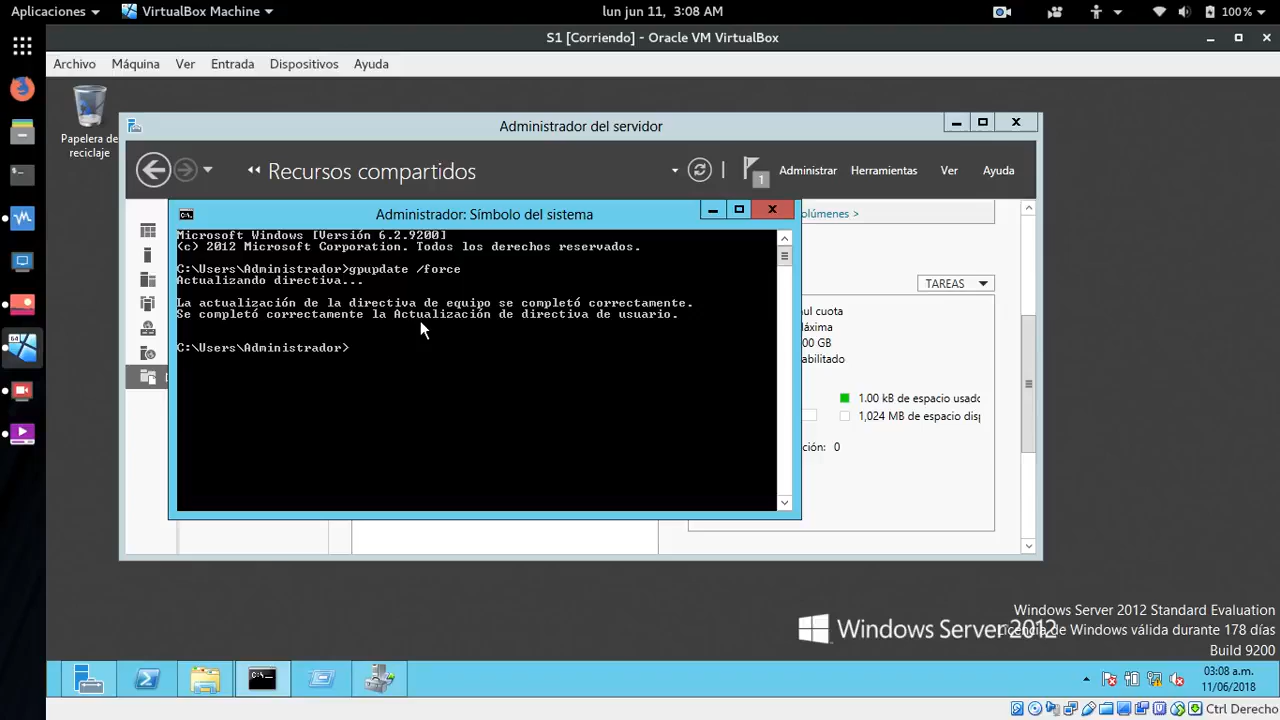 Aplicaciones
VirtualBox Machine
lun jun 11, 3:08 AM
100%
S1 [Corriendo] - Oracle VM VirtualBox
Archivo Máquina Ver Entrada Dispositivos Ayuda
Papelera de
reciclaje
Administrador del servidor
Recursos compartidos
1
Administrar Herramientas Ver Ayuda
Administrador: Símbolo del sistema
Microsoft Windows [Versión 6.2.9200]
(c) 2012 Microsoft Corporation. Todos los derechos reservados.
C:\Users\Administrador>gpupdate /force
Actualizando directiva...
La actualización de la directiva de equipo se completó correctamente.
Se completó correctamente la Actualización de directiva de usuario.
C:\Users\Administrador>
olúmenes >
TAREAS
ul cuota
áxima
00 GB
abilitado
1.00 kB de espacio usado
1,024 MB de espacio disp
ción: 0
Windows Server 2012
Windows Server 2012 Standard Evaluation
Licencia de Windows válida durante 178 días
Build 9200
03:08 a.m.
11/06/2018
Ctrl Derecho